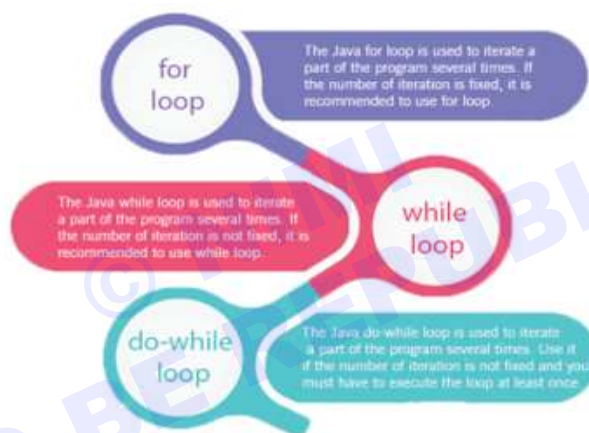 for
loop
The Java for loop is used to iterate a
part of the program several times. If
the number of iteration is fixed, it is
recommended to use for loop.
The Java while loop is used to iterate
a part of the program several times. If
the number of iteration is not fixed, it is
recommended to use while loop.
while
loop
do-while
loop
The Java do-while loop is used to iterate
a part of the program several times. Use it
if the number of iteration is not fixed and you
must have to execute the loop at least once
©
BE REPUBLI